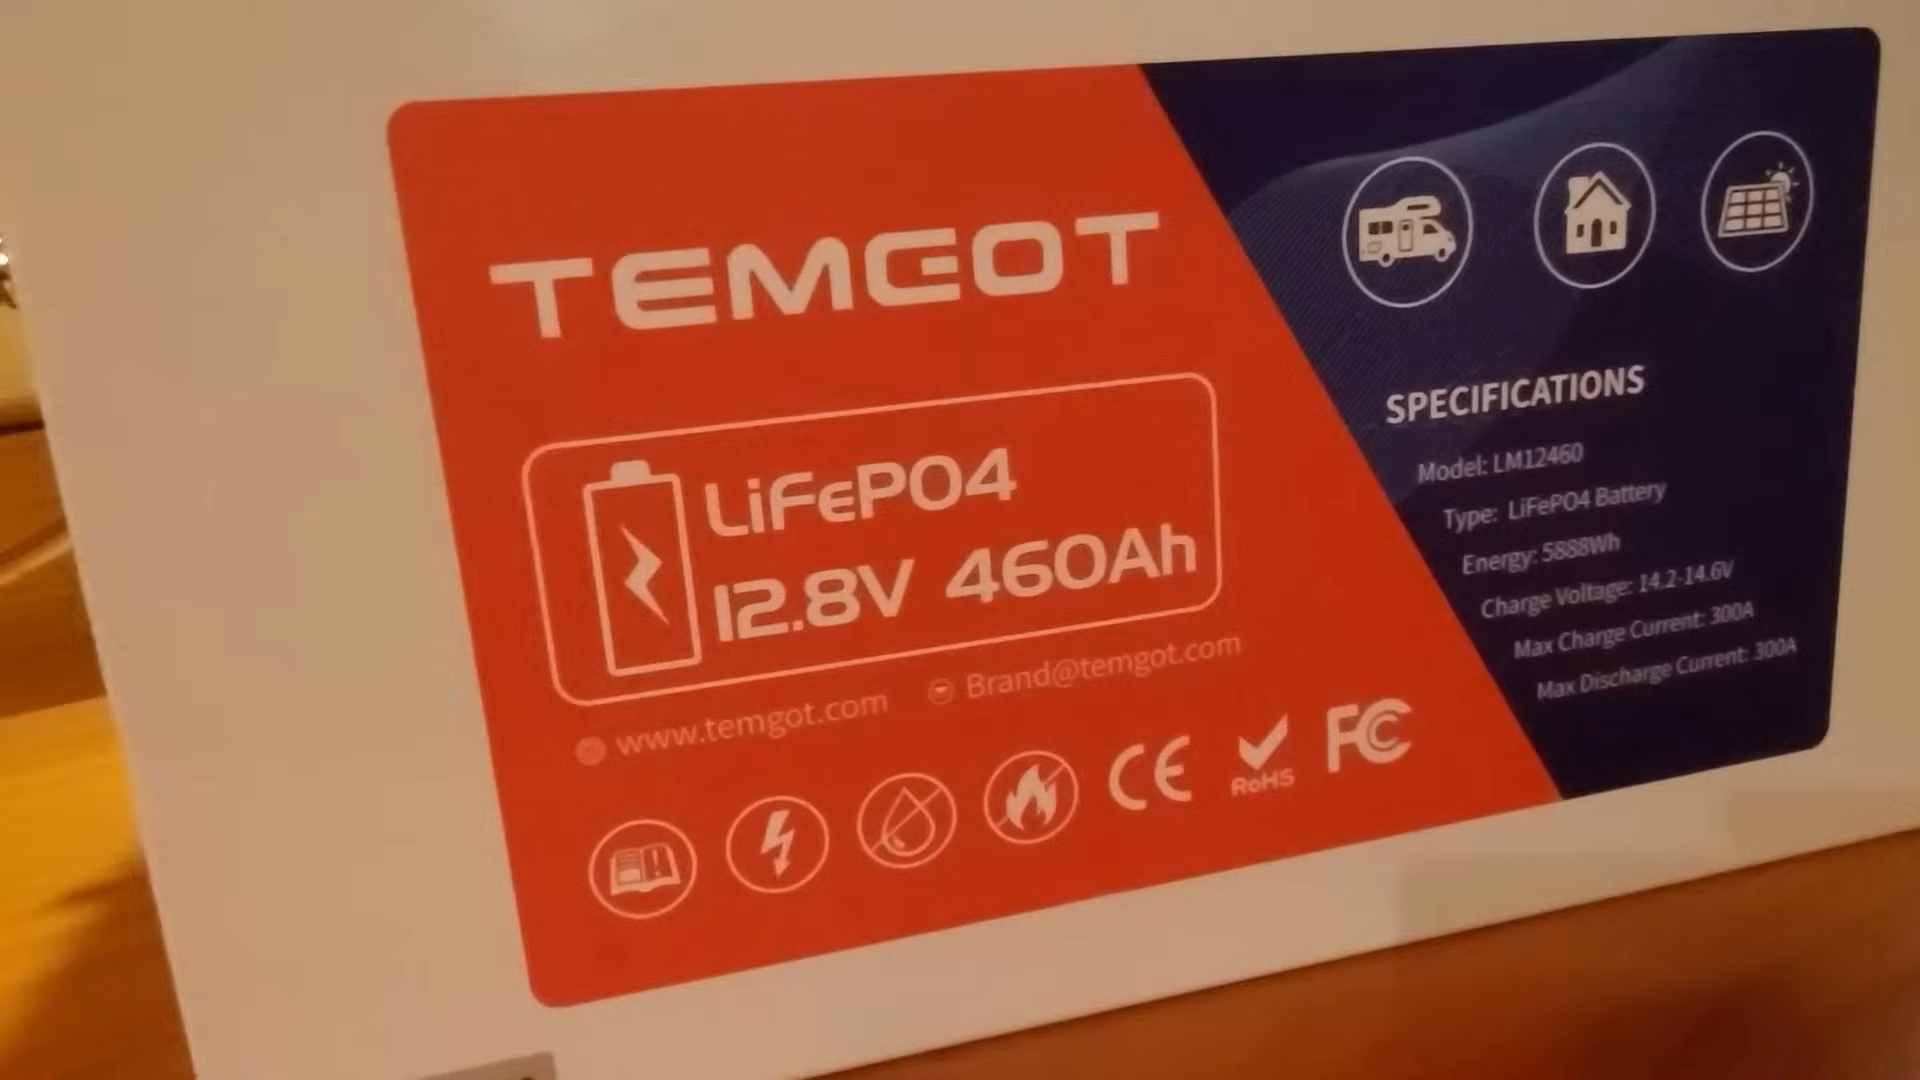 TEMGOT
LiFePO4
12.8V 460Ah
www.temgot.com Brand@temgot.com
CE RoHS FC
SPECIFICATIONS
Model: LM12460
Type: LiFePO4 Battery
Energy: 5888Wh
Charge Voltage: 14.2-14.6V
Max Charge Current: 300A
Max Discharge Current: 300A